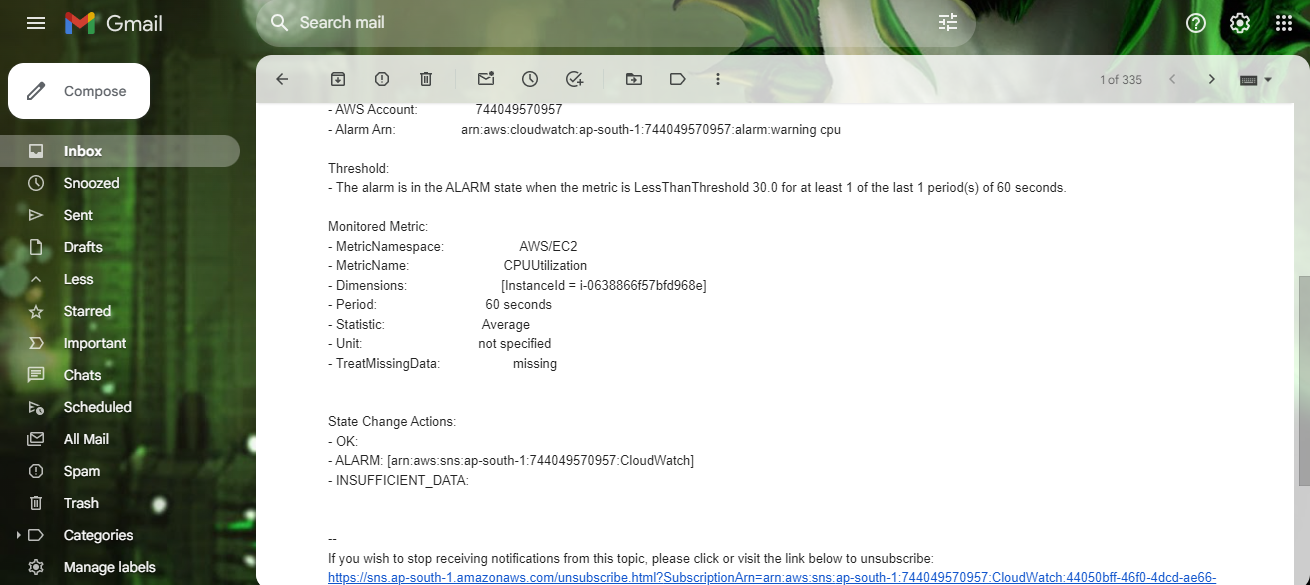 Gmail
Search mail
Compose
1 of 335
Inbox
Snoozed
Sent
Drafts
Less
Starred
Important
Chats
Scheduled
All Mail
Spam
Trash
Categories
Manage labels
- AWS Account: 744049570957
- Alarm Arn: arn:aws:cloudwatch:ap-south-1:744049570957:alarm:warning cpu
Threshold:
- The alarm is in the ALARM state when the metric is LessThanThreshold 30.0 for at least 1 of the last 1 period(s) of 60 seconds.
Monitored Metric:
- MetricNamespace: AWS/EC2
- MetricName: CPUUtilization
- Dimensions: [InstanceId = i-0638866f57bfd968e]
- Period: 60 seconds
- Statistic: Average
- Unit: not specified
- TreatMissingData: missing
State Change Actions:
- OK:
- ALARM: [arn:aws:sns:ap-south-1:744049570957:CloudWatch]
- INSUFFICIENT_DATA:
--
If you wish to stop receiving notifications from this topic, please click or visit the link below to unsubscribe:
https://sns.ap-south-1.amazonaws.com/unsubscribe.html?SubscriptionArn=arn:aws:sns:ap-south-1:744049570957:CloudWatch:44050bff-46f0-4dcd-ae66-